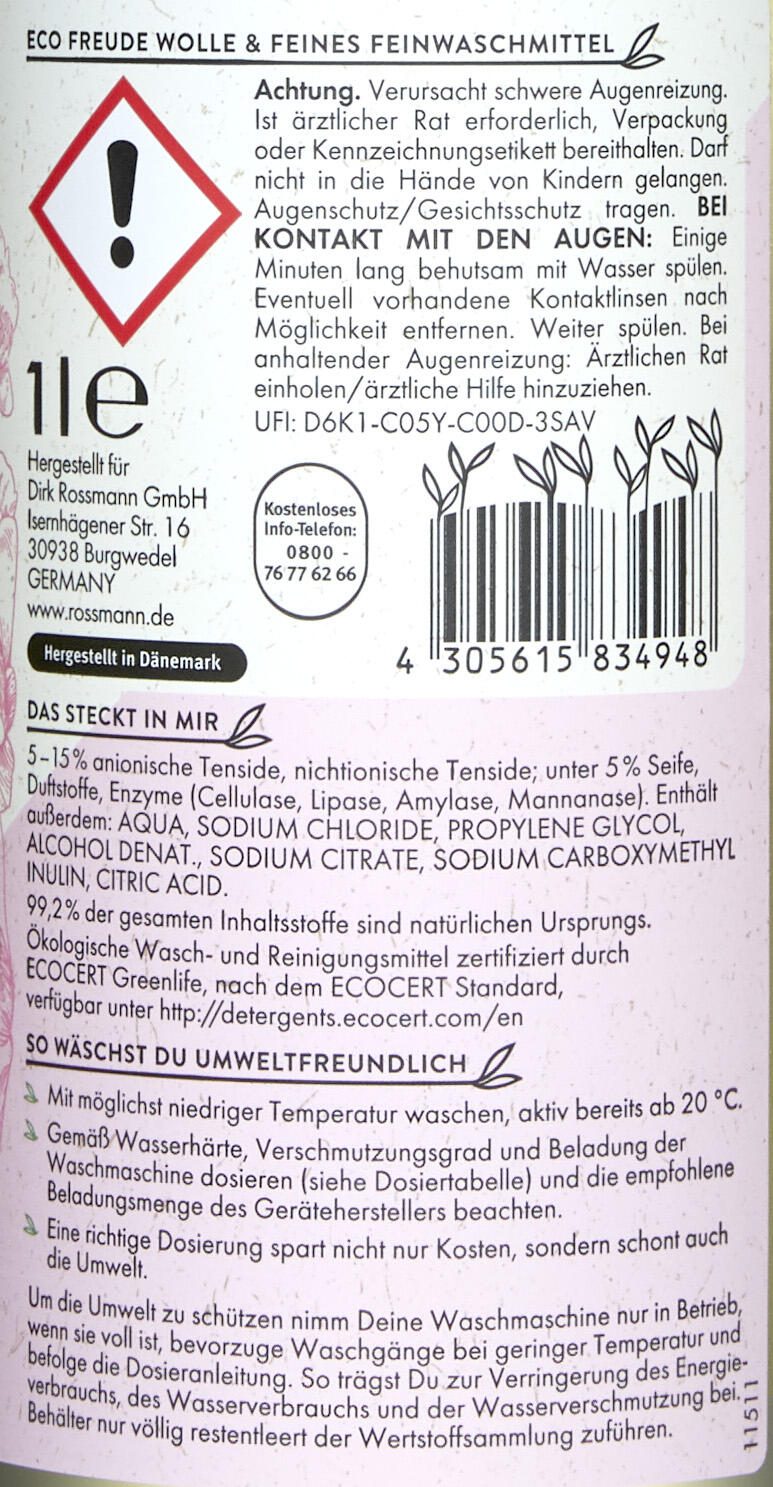 ECO FREUDE WOLLE & FEINES FEINWASCHMITTEL
Achtung. Verursacht schwere Augenreizung.
Ist ärztlicher Rat erforderlich, Verpackung
oder Kennzeichnungsetikett bereithalten. Darf
nicht in die Hände von Kindern gelangen.
Augenschutz/Gesichtsschutz tragen. BEI
KONTAKT MIT DEN AUGEN: Einige
Minuten lang behutsam mit Wasser spülen.
Eventuell vorhandene Kontaktlinsen nach
Möglichkeit entfernen. Weiter spülen. Bei
anhaltender Augenreizung: Ärztlichen Rat
einholen/ärztliche Hilfe hinzuziehen.
UFI: D6K1-C05Y-C00D-3SAV
1l e
Hergestellt für
Dirk Rossmann GmbH
Isernhägener Str. 16
30938 Burgwedel
GERMANY
www.rossmann.de
Hergestellt in Dänemark
Kostenloses
Info-Telefon:
0800 -
76 77 62 66
4 305615 834948
DAS STECKT IN MIR
5–15% anionische Tenside, nichtionische Tenside; unter 5% Seife,
Duftstoffe, Enzyme (Cellulase, Lipase, Amylase, Mannanase). Enthält
außerdem: AQUA, SODIUM CHLORIDE, PROPYLENE GLYCOL,
ALCOHOL DENAT., SODIUM CITRATE, SODIUM CARBOXYMETHYL
INULIN, CITRIC ACID.
99,2% der gesamten Inhaltsstoffe sind natürlichen Ursprungs.
Ökologische Wasch- und Reinigungsmittel zertifiziert durch
ECOCERT Greenlife, nach dem ECOCERT Standard,
verfügbar unter http://detergents.ecocert.com/en
SO WÄSCHST DU UMWELTFREUNDLICH
Mit möglichst niedriger Temperatur waschen, aktiv bereits ab 20 °C.
Gemäß Wasserhärte, Verschmutzungsgrad und Beladung der
Waschmaschine dosieren (siehe Dosiertabelle) und die empfohlene
Beladungsmenge des Geräteherstellers beachten.
Eine richtige Dosierung spart nicht nur Kosten, sondern schont auch
die Umwelt.
Um die Umwelt zu schützen nimm Deine Waschmaschine nur in Betrieb,
wenn sie voll ist, bevorzuge Waschgänge bei geringer Temperatur und
befolge die Dosieranleitung. So trägst Du zur Verringerung des Energie-
verbrauchs, des Wasserverbrauchs und der Wasserverschmutzung bei.
Behälter nur völlig restentleert der Wertstoffsammlung zuführen.
11511